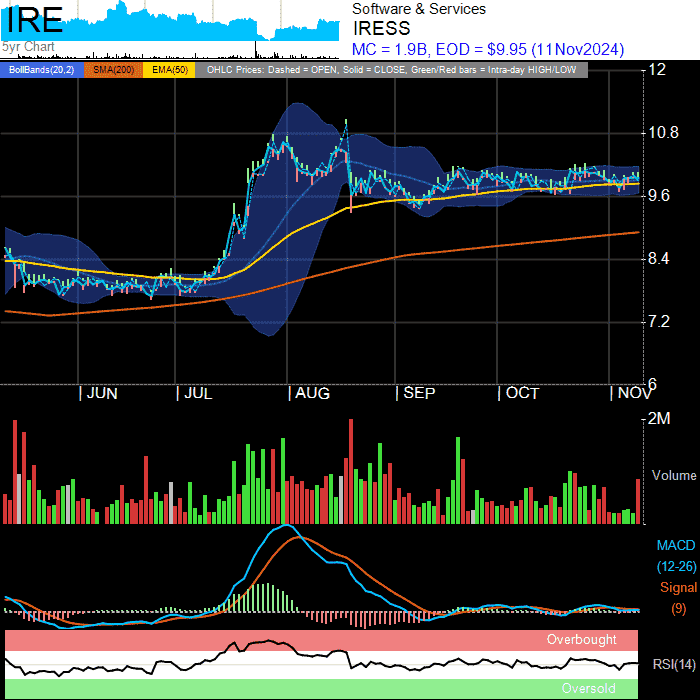 IRE
5yr Chart
Software & Services
IRESS
MC = 1.9B, EOD = $9.95 (11Nov2024)
BollBands(20,2) SMA(200) EMA(50) OHLC Prices: Dashed = OPEN, Solid = CLOSE, Green/Red bars = Intra-day HIGH/LOW
12
10.8
9.6
8.4
7.2
6
| JUN | JUL | AUG | SEP | OCT | NOV
2M
Volume
MACD
(12-26)
Signal
(9)
Overbought
RSI(14)
Oversold